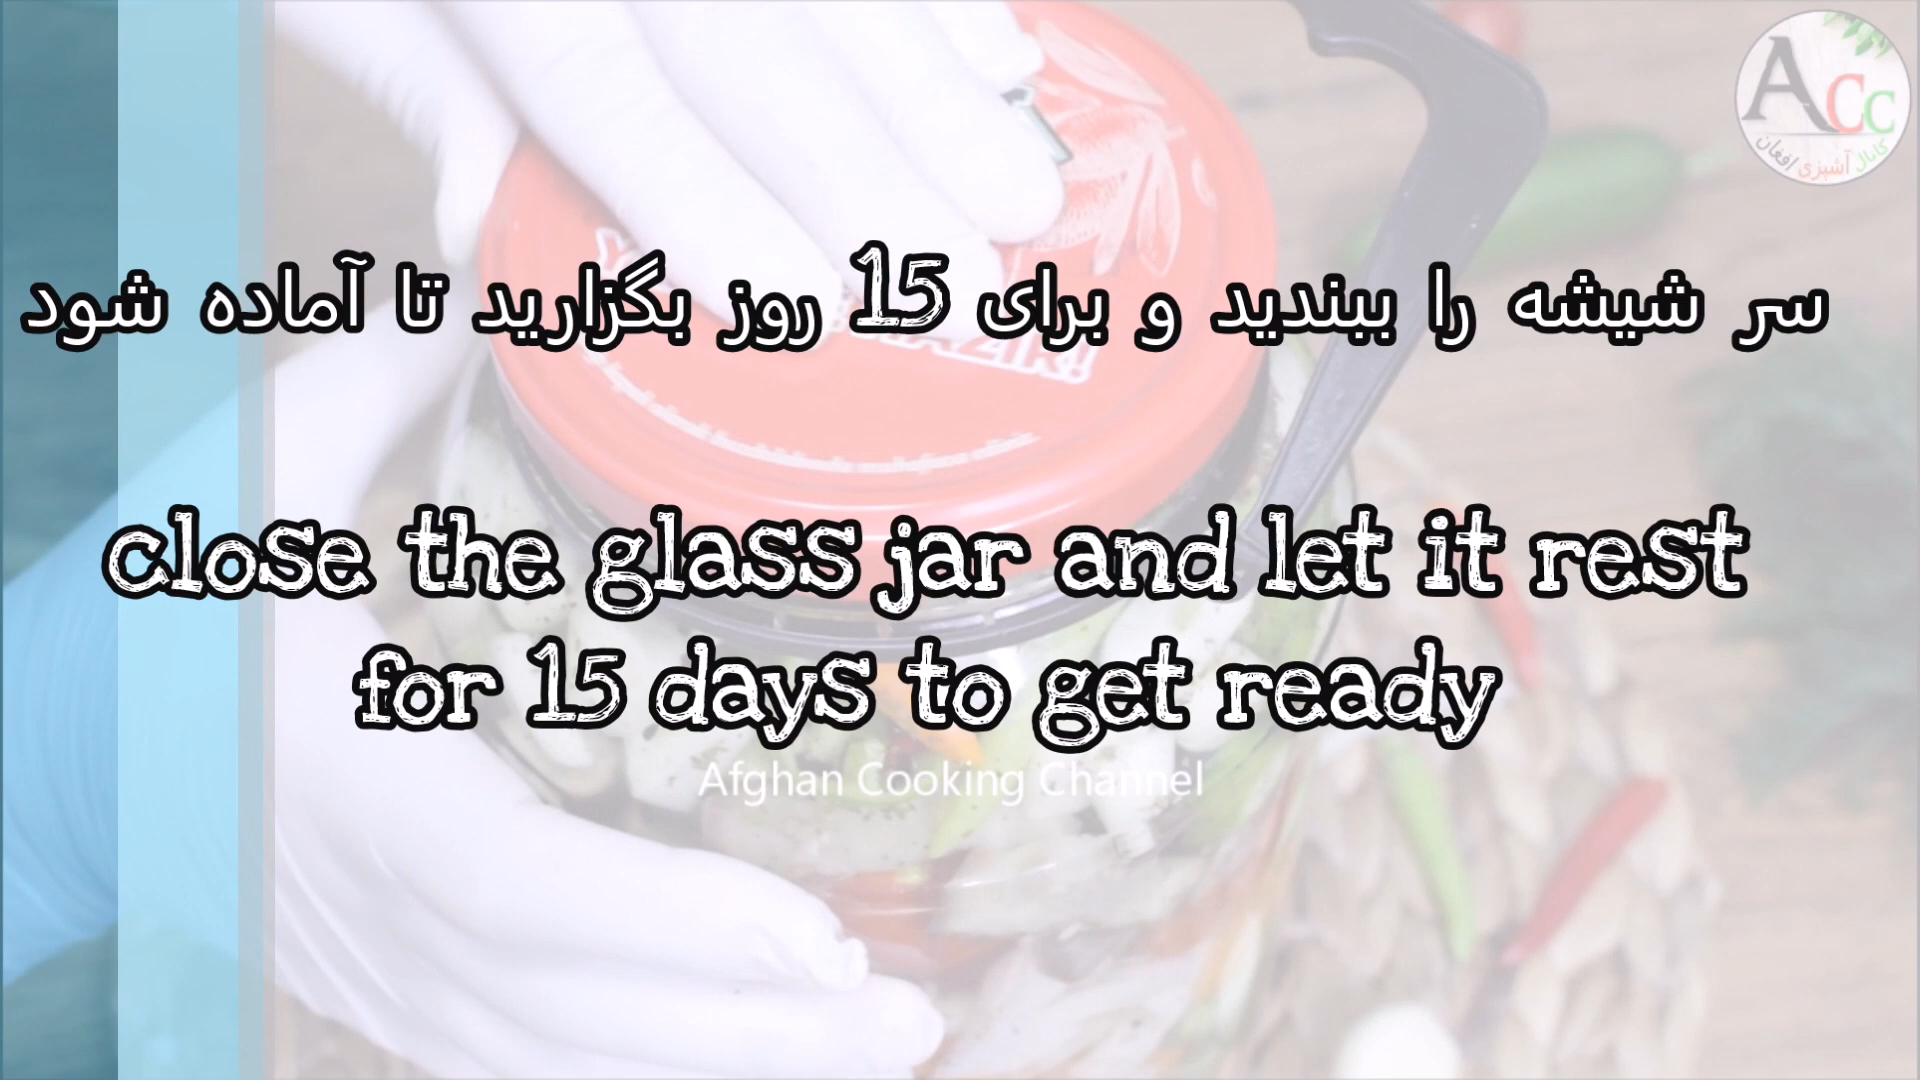 ACC
کانال آشپزی افغان
سر شیشه را ببندید و برای 15 روز بگزارید تا آماده شود
close the glass jar and let it rest
for 15 days to get ready
Afghan Cooking Channel